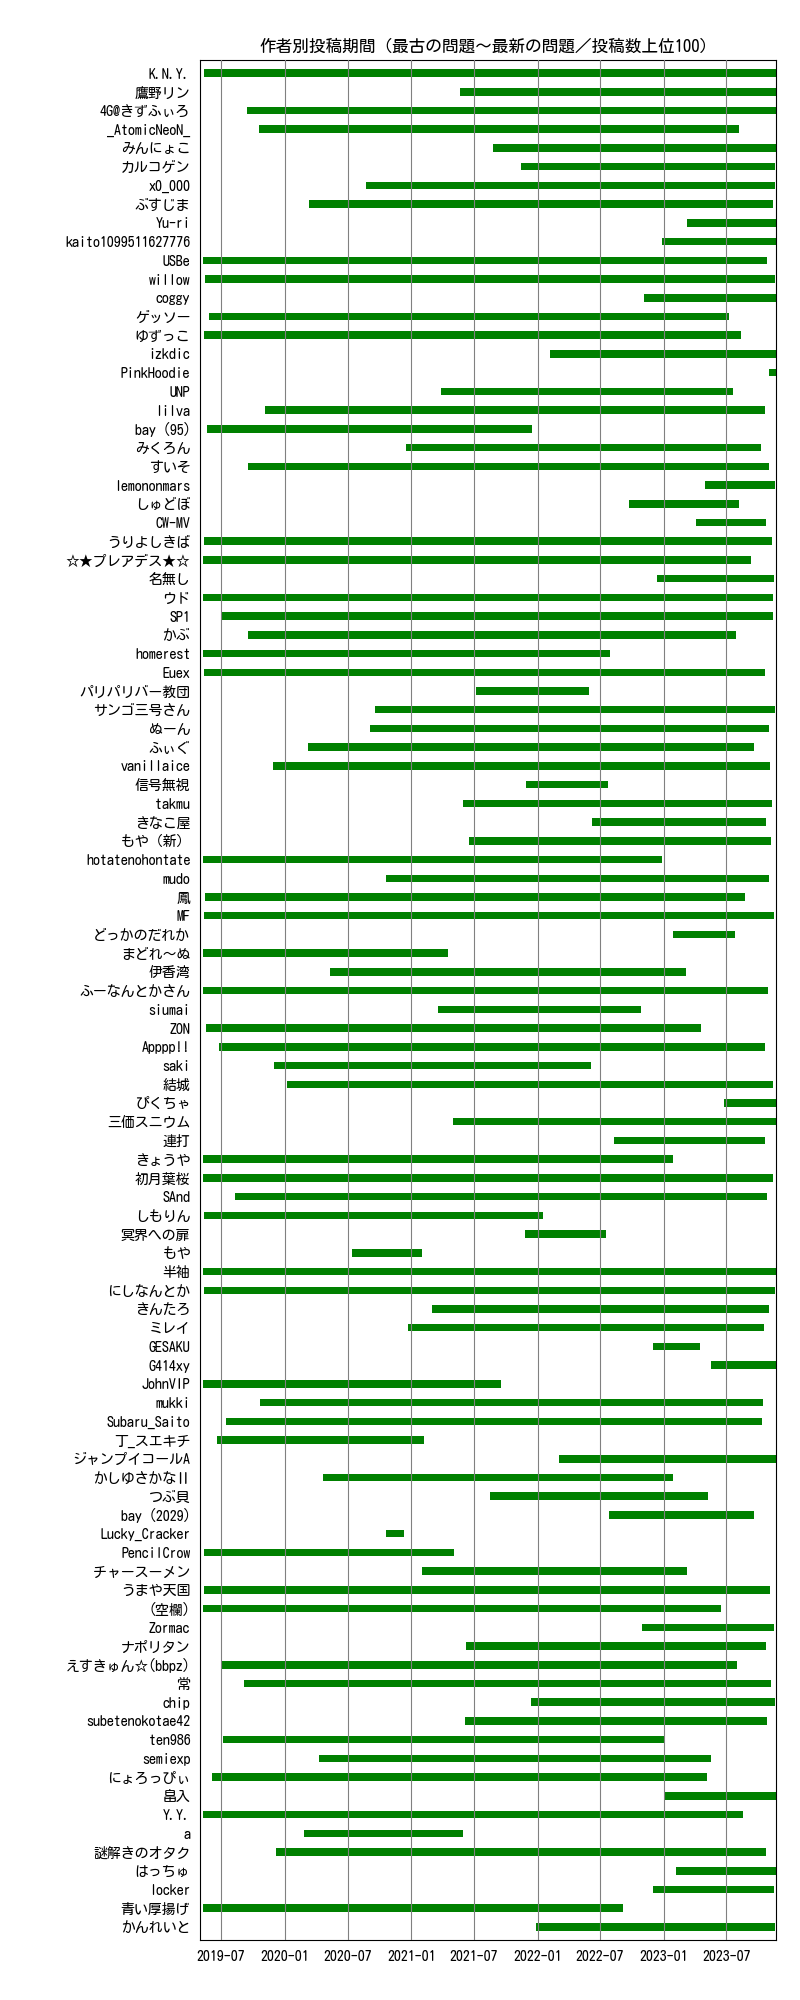 作者別投稿期間（最古の問題～最新の問題／投稿数上位100）
K.N.Y.
鷹野リン
4G@きずふぃろ
_AtomicNeoN_
みんにょこ
カルコゲン
x0_000
ぶすじま
Yu-ri
kaito1099511627776
USBe
willow
coggy
ゲッソー
ゆずっこ
izkdic
PinkHoodie
UNP
lilva
bay (95)
みくろん
すいそ
lemononmars
しゅどぼ
CW-MV
うりよしきば
☆★プレアデス★☆
名無し
ウド
SP1
かぶ
homerest
Euex
パリパリバー教団
サンゴ三号さん
ぬーん
ふぃぐ
vanillaice
信号無視
takmu
きなこ屋
もや（新）
hotatenohontate
mudo
鳳
MF
どっかのだれか
まどれ～ぬ
伊香湾
ふーなんとかさん
siumai
ZON
Appppll
saki
結城
ぴくちゃ
三価スニウム
連打
きょうや
初月葉桜
SAnd
しもりん
冥界への扉
もや
半袖
にしなんとか
きんたろ
ミレイ
GESAKU
G414xy
JohnVIP
mukki
Subaru_Saito
丁_スエキチ
ジャンプイコールA
かしゆさかなⅡ
つぶ貝
bay (2029)
Lucky_Cracker
PencilCrow
チャースーメン
うまや天国
(空欄)
Zormac
ナポリタン
えすきゅん☆(bbpz)
常
chip
subetenokotae42
ten986
semiexp
にょろっぴぃ
畠入
Y.Y.
a
謎解きのオタク
はっちゅ
locker
青い厚揚げ
かんれいと
2019-07 2020-01 2020-07 2021-01 2021-07 2022-01 2022-07 2023-01 2023-07